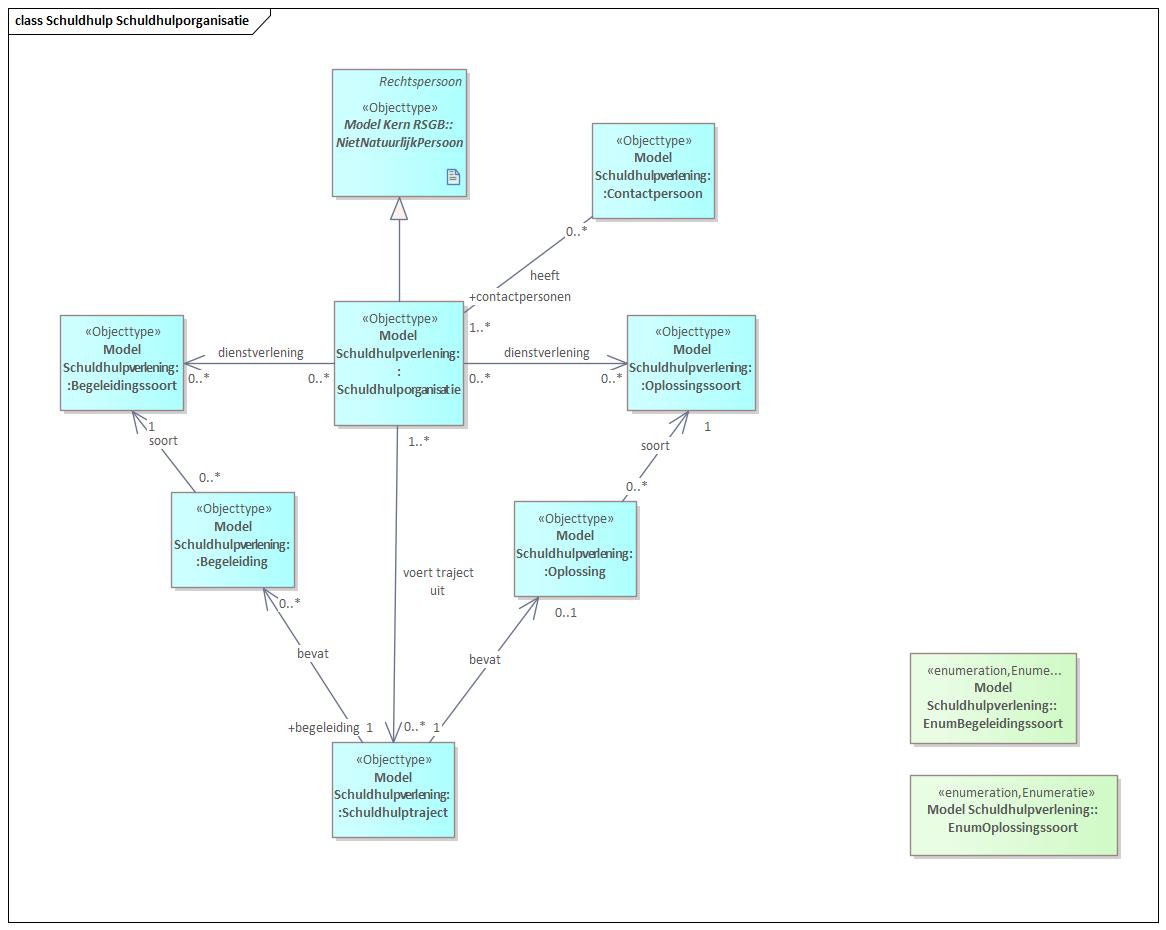 class Schuldhulp Schuldhulporganisatie
Rechtspersoon
«Objecttype»
Model Kern RSGB::
NietNatuurlijkPersoon
«Objecttype»
Model
Schuldhulpverlening:
:Contactpersoon
0..*
heeft
+contactpersonen
1..*
«Objecttype»
Model
Schuldhulpverlening:
:Begeleidingssoort
dienstverlening
0..*
0..*
«Objecttype»
Model
Schuldhulpverlening:
:
Schuldhulporganisatie
dienstverlening
0..*
0..*
«Objecttype»
Model
Schuldhulpverlening:
:Oplossingssoort
1
soort
0..*
1..*
1
soort
0..*
«Objecttype»
Model
Schuldhulpverlening:
:Begeleiding
«Objecttype»
Model
Schuldhulpverlening:
:Oplossing
voert traject
uit
0..*
0..1
bevat
bevat
+begeleiding 1
0..*
1
«Objecttype»
Model
Schuldhulpverlening:
:Schuldhulptraject
«enumeration,Enume...
Model
Schuldhulpverlening::
EnumBegeleidingssoort
«enumeration,Enumeratie»
Model Schuldhulpverlening::
EnumOplossingssoort